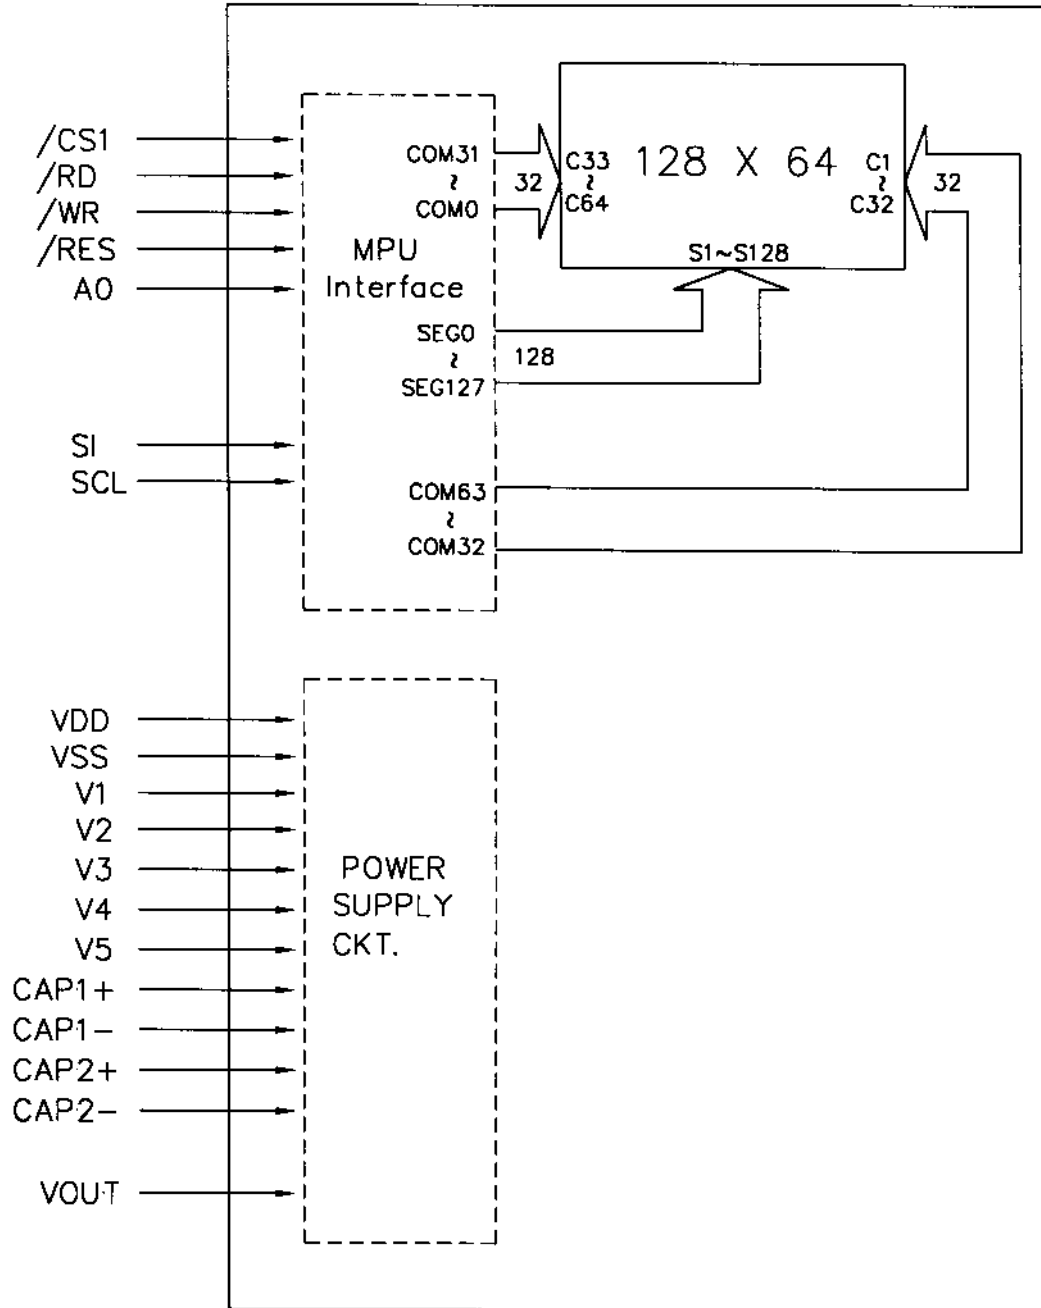 /CS1
/RD
/WR
/RES
A0
SI
SCL
COM31
~
COM0
32
MPU
Interface
SEG0
~
SEG127
128
COM63
~
COM32
C33
~
C64
128 X 64
C1
~
C32
32
S1~S128
VDD
VSS
V1
V2
V3
V4
V5
CAP1+
CAP1-
CAP2+
CAP2-
VOUT
POWER
SUPPLY
CKT.